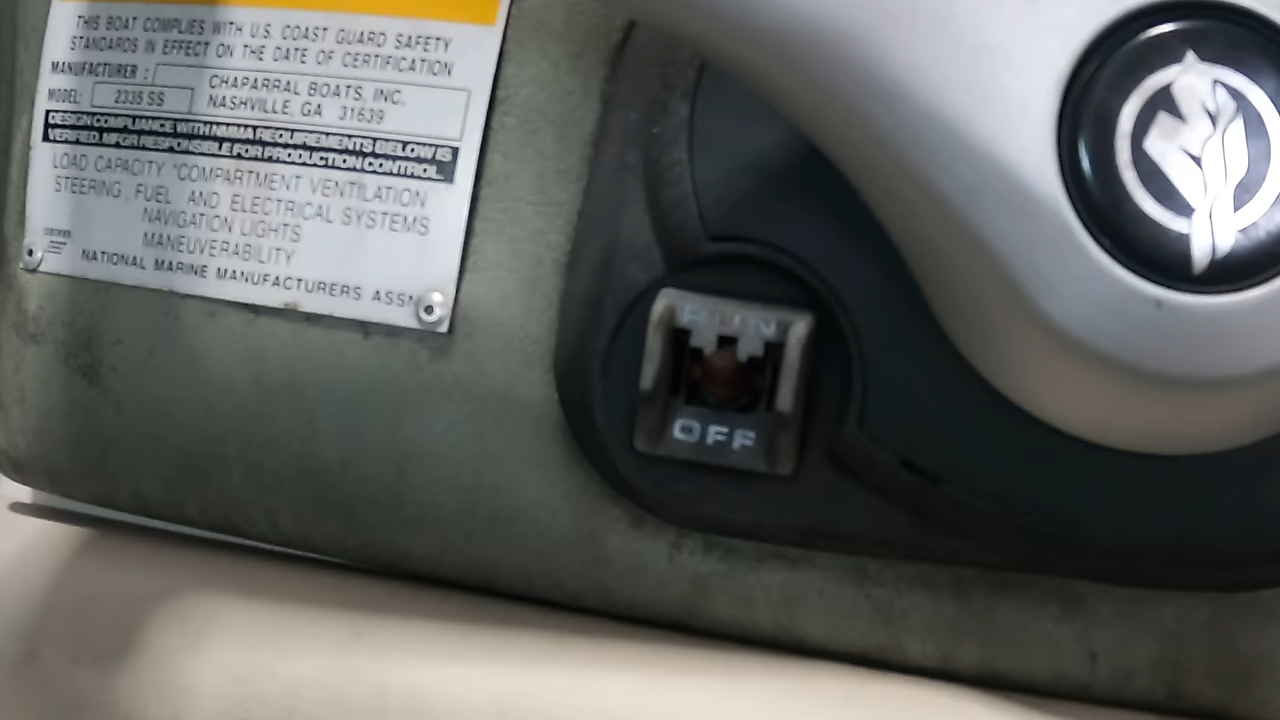 THIS BOAT COMPLIES WITH U.S. COAST GUARD SAFETY
STANDARDS IN EFFECT ON THE DATE OF CERTIFICATION
MANUFACTURER :
CHAPARRAL BOATS, INC.
MODEL: 2335 SS
NASHVILLE, GA 31639
DESIGN COMPLIANCE WITH NMMA REQUIREMENTS BELOW IS
VERIFIED. MFGR RESPONSIBLE FOR PRODUCTION CONTROL.
LOAD CAPACITY *COMPARTMENT VENTILATION
STEERING, FUEL AND ELECTRICAL SYSTEMS
NAVIGATION LIGHTS
MANEUVERABILITY
NATIONAL MARINE MANUFACTURERS ASSN
RUN
OFF